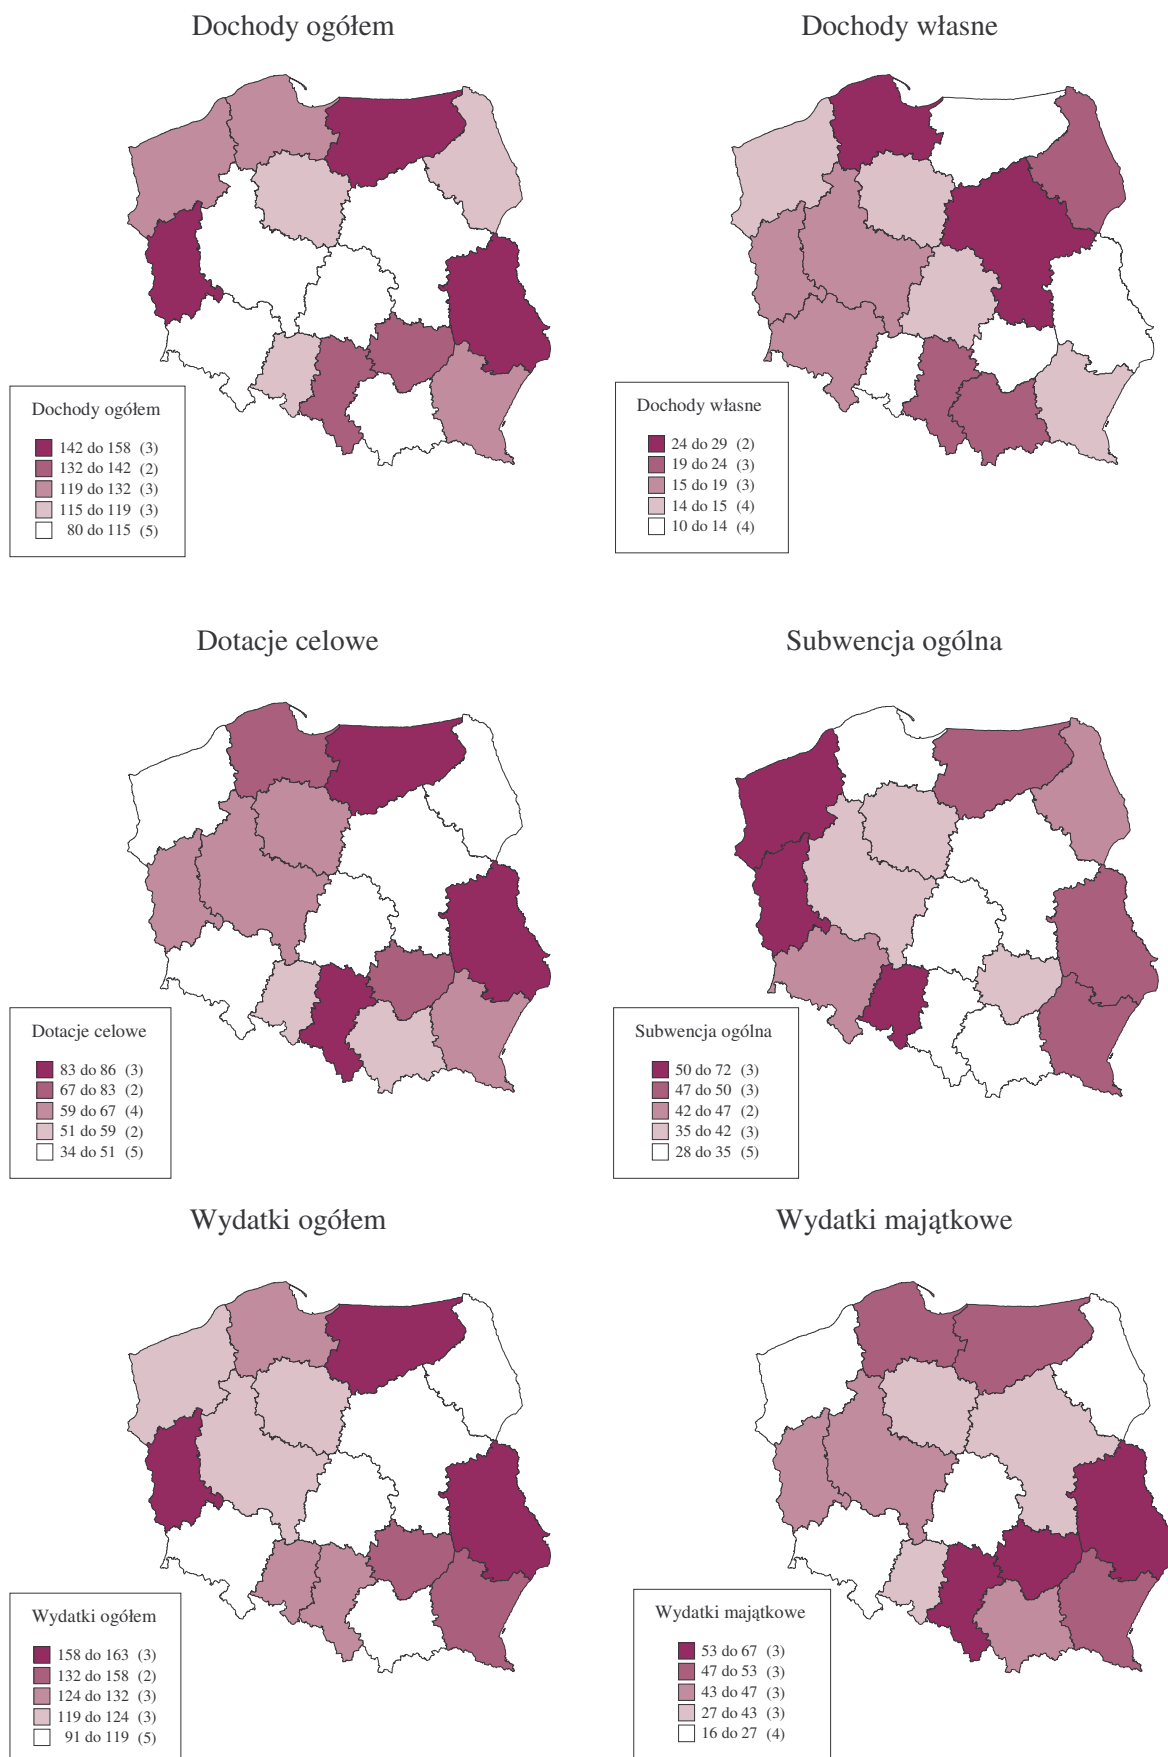 Dochody ogółem
Dochody własne
Dochody ogółem
142 do 158 (3)
132 do 142 (2)
119 do 132 (3)
115 do 119 (3)
80 do 115 (5)
Dochody własne
24 do 29 (2)
19 do 24 (3)
15 do 19 (3)
14 do 15 (4)
10 do 14 (4)
Dotacje celowe
Subwencja ogólna
Dotacje celowe
83 do 86 (3)
67 do 83 (2)
59 do 67 (4)
51 do 59 (2)
34 do 51 (5)
Subwencja ogólna
50 do 72 (3)
47 do 50 (3)
42 do 47 (2)
35 do 42 (3)
28 do 35 (5)
Wydatki ogółem
Wydatki majątkowe
Wydatki ogółem
158 do 163 (3)
132 do 158 (2)
124 do 132 (3)
119 do 124 (3)
91 do 119 (5)
Wydatki majątkowe
53 do 67 (3)
47 do 53 (3)
43 do 47 (3)
27 do 43 (3)
16 do 27 (4)